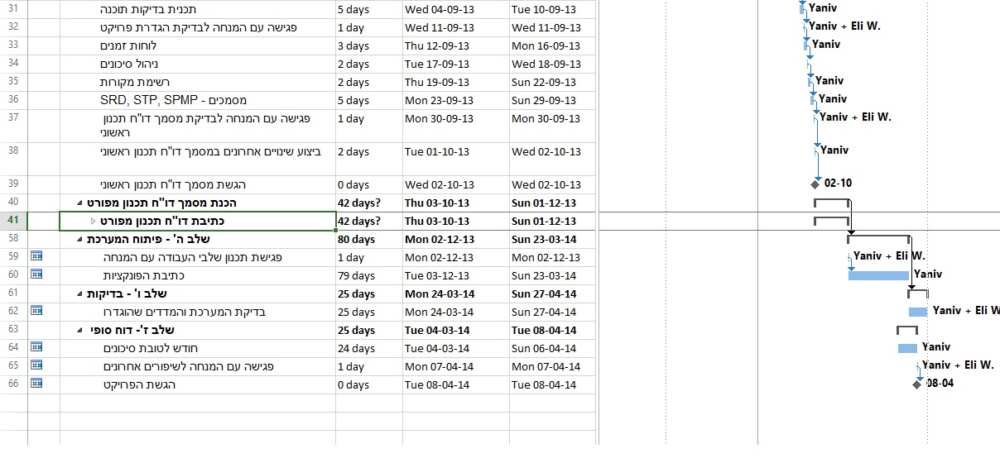 31 תכנית בדיקות תוכנה 5 days Wed 04-09-13 Tue 10-09-13 Yaniv
32 פגישה עם המנחה לבדיקת הגדרת פרויקט 1 day Wed 11-09-13 Wed 11-09-13 Yaniv + Eli W.
33 לוחות זמנים 3 days Thu 12-09-13 Mon 16-09-13 Yaniv
34 ניהול סיכונים 2 days Tue 17-09-13 Wed 18-09-13
35 רשימת מקורות 2 days Thu 19-09-13 Sun 22-09-13 Yaniv
36 מסמכים - SRD, STP, SPMP 5 days Mon 23-09-13 Sun 29-09-13 Yaniv
37 פגישה עם המנחה לבדיקת מסמך דו"ח תכנון 1 day Mon 30-09-13 Mon 30-09-13 Yaniv + Eli W.
ראשוני
38 ביצוע שינויים אחרונים במסמך דו"ח תכנון ראשוני 2 days Tue 01-10-13 Wed 02-10-13 Yaniv
39 הגשת מסמך דו"ח תכנון ראשוני 0 days Wed 02-10-13 Wed 02-10-13 02-10
40 הכנת מסמך דו"ח תכנון מפורט 42 days? Thu 03-10-13 Sun 01-12-13
41 כתיבת דו"ח תכנון מפורט 42 days? Thu 03-10-13 Sun 01-12-13
58 שלב ה' - פיתוח המערכת 80 days Mon 02-12-13 Sun 23-03-14
59 פגישת תכנון שלבי העבודה עם המנחה 1 day Mon 02-12-13 Mon 02-12-13 Yaniv + Eli W.
60 כתיבת הפונקציות 79 days Tue 03-12-13 Sun 23-03-14 Yaniv
61 שלב ו' - בדיקות 25 days Mon 24-03-14 Sun 27-04-14
62 בדיקת המערכת והמדדים שהוגדרו 25 days Mon 24-03-14 Sun 27-04-14 Yaniv + Eli W
63 שלב ז'- דוח סופי 25 days Tue 04-03-14 Tue 08-04-14
64 חודש לטובת סיכונים 24 days Tue 04-03-14 Sun 06-04-14 Yaniv
65 פגישה עם המנחה לשיפורים אחרונים 1 day Mon 07-04-14 Mon 07-04-14 Yaniv + Eli W.
66 הגשת הפרויקט 0 days Tue 08-04-14 Tue 08-04-14 08-04